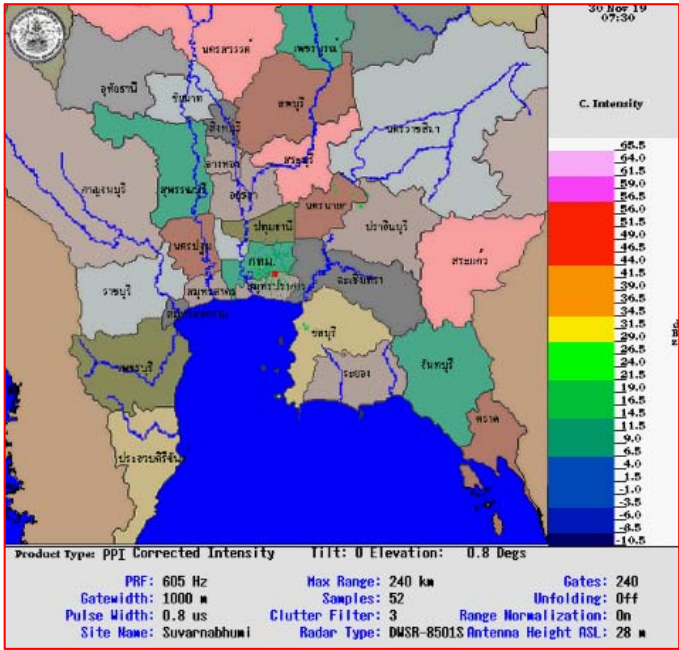 30 Nov 19
07:30
C. Intensity
นครสวรรค์
เพชรบูรณ์
อุทัยธานี
ชัยนาท
ลพบุรี
สิงห์บุรี
นครราชสีมา
อ่างทอง
สระบุรี
กาญจนบุรี
สุพรรณบุรี
อยุธยา
นครนายก
ปราจีนบุรี
ปทุมธานี
นครปฐม
กทม.
สระแก้ว
ราชบุรี
สมุทรสาคร
สมุทรปราการ
ฉะเชิงเทรา
สมุทรสงคราม
ชลบุรี
เพชรบุรี
ระยอง
จันทบุรี
ตราด
ประจวบคีรีขันธ์
65.5
64.0
61.5
59.0
56.5
56.0
51.5
49.0
46.5
44.0
41.5
39.0
36.5
34.0
31.5
29.0
26.5
24.0
21.5
19.0
16.5
14.5
11.5
9.0
6.5
4.0
1.5
-1.0
-3.5
-6.0
-8.5
-10.5
Product Type: PPI Corrected Intensity Tilt: 0 Elevation: 0.8 Degs
PRF: 605 Hz Max Range: 240 km Gates: 240
Gatewidth: 1000 m Samples: 52 Unfolding: Off
Pulse Width: 0.8 us Clutter Filter: 3 Range Normalization: On
Site Name: Suvarnabhumi Radar Type: DWSR-8501S Antenna Height ASL: 28 m